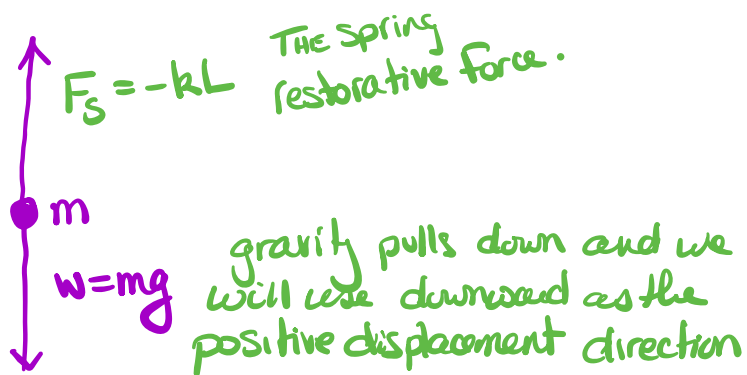 The spring
F_s = -kL restorative force.
m
gravity pulls down and we
w=mg will use downward as the
positive displacement direction